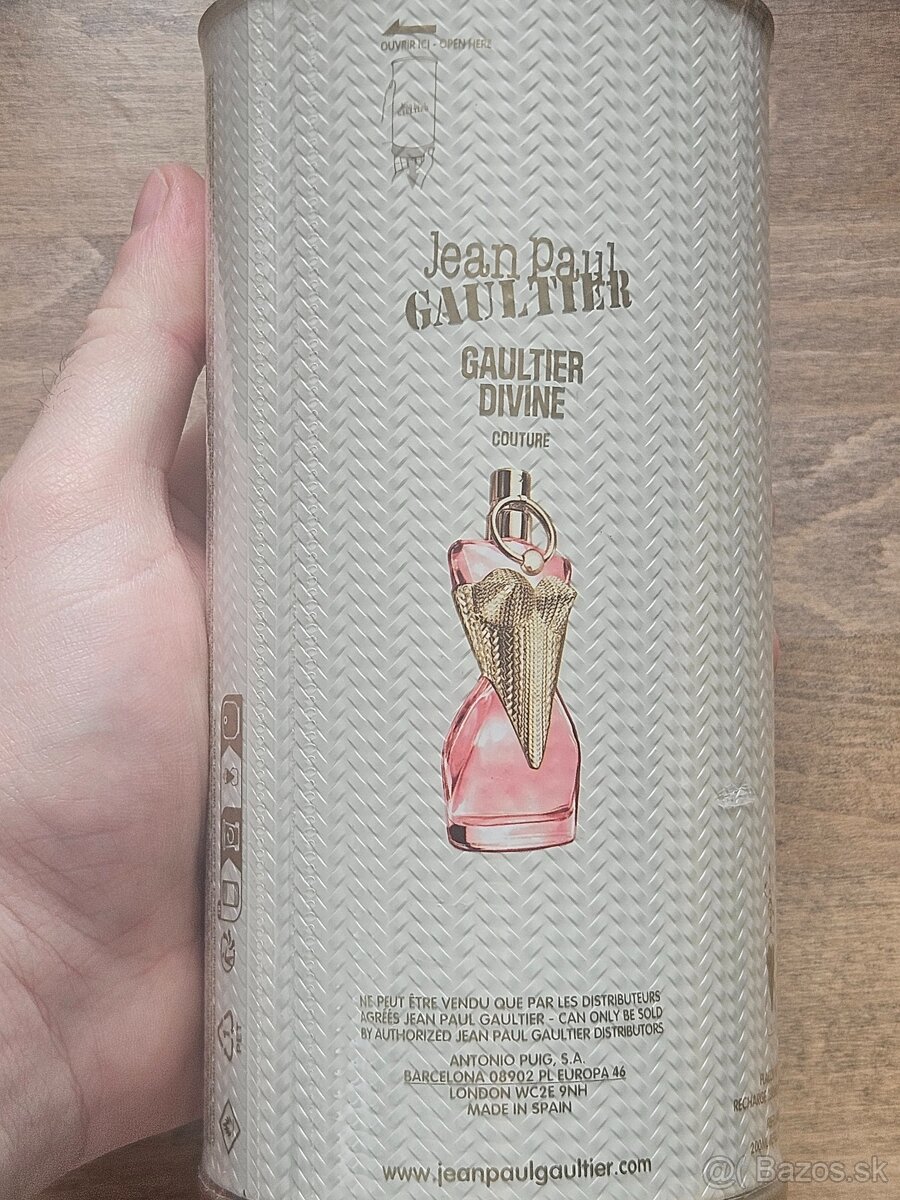 OUVRIR ICI - OPEN HERE
Jean Paul
GAULTIER
GAULTIER
DIVINE
COUTURE
NE PEUT ÊTRE VENDU QUE PAR LES DISTRIBUTEURS
AGRÉÉS JEAN PAUL GAULTIER - CAN ONLY BE SOLD
BY AUTHORIZED JEAN PAUL GAULTIER DISTRIBUTORS
ANTONIO PUIG, S.A.
BARCELONA 08902 PL EUROPA 46
LONDON WC2E 9NH
MADE IN SPAIN
www.jeanpaulgaultier.com
PET
Bazos.sk